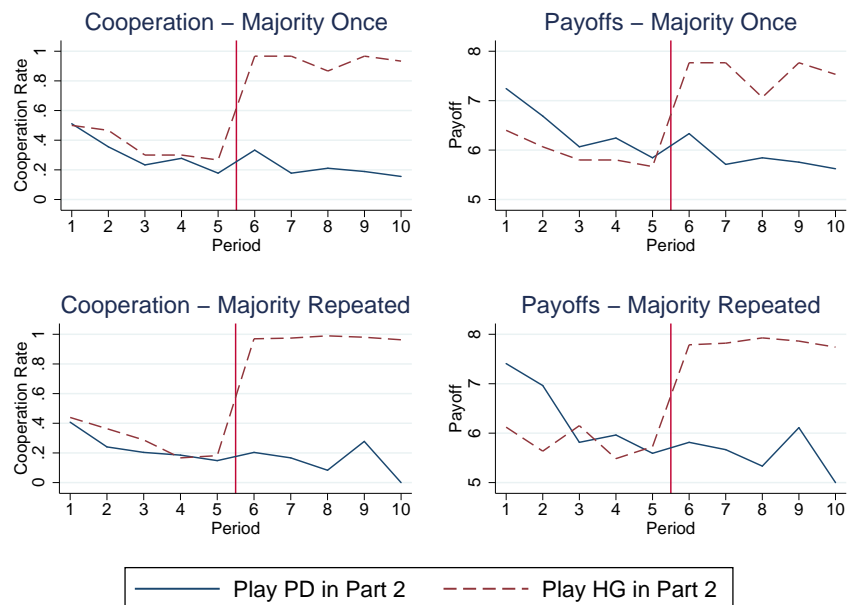 Cooperation – Majority Once
Cooperation Rate
0 .2 .4 .6 .8 1
1 2 3 4 5 6 7 8 9 10
Period
Payoffs – Majority Once
Payoff
5 6 7 8
1 2 3 4 5 6 7 8 9 10
Period
Cooperation – Majority Repeated
Cooperation Rate
0 .2 .4 .6 .8 1
1 2 3 4 5 6 7 8 9 10
Period
Payoffs – Majority Repeated
Payoff
5 6 7 8
1 2 3 4 5 6 7 8 9 10
Period
Play PD in Part 2 Play HG in Part 2